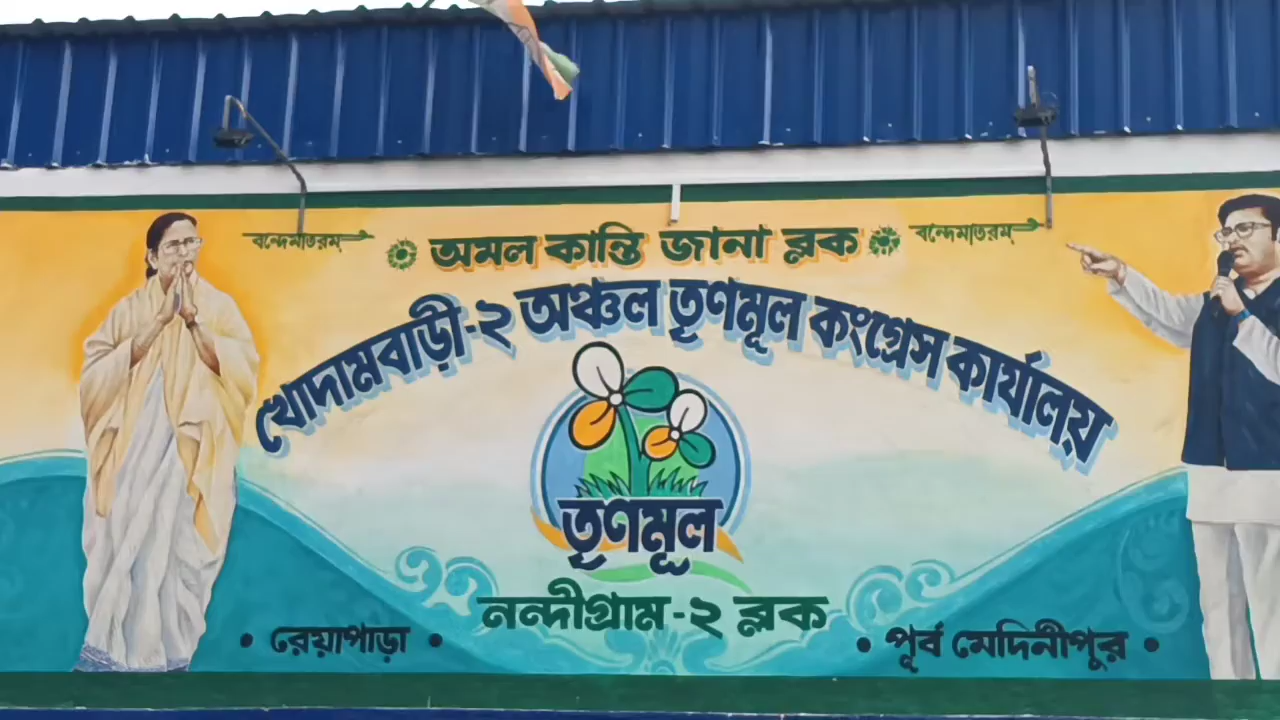 বন্দেমাতরম্
অমল কান্তি জানা ব্লক
বন্দেমাতরম্
খোদামবাড়ী-২ অঞ্চল তৃণমূল কংগ্রেস কার্যালয়
তৃণমূল
নন্দীগ্রাম-২ ব্লক
• রেয়াপাড়া •
• পূর্ব মেদিনীপুর •